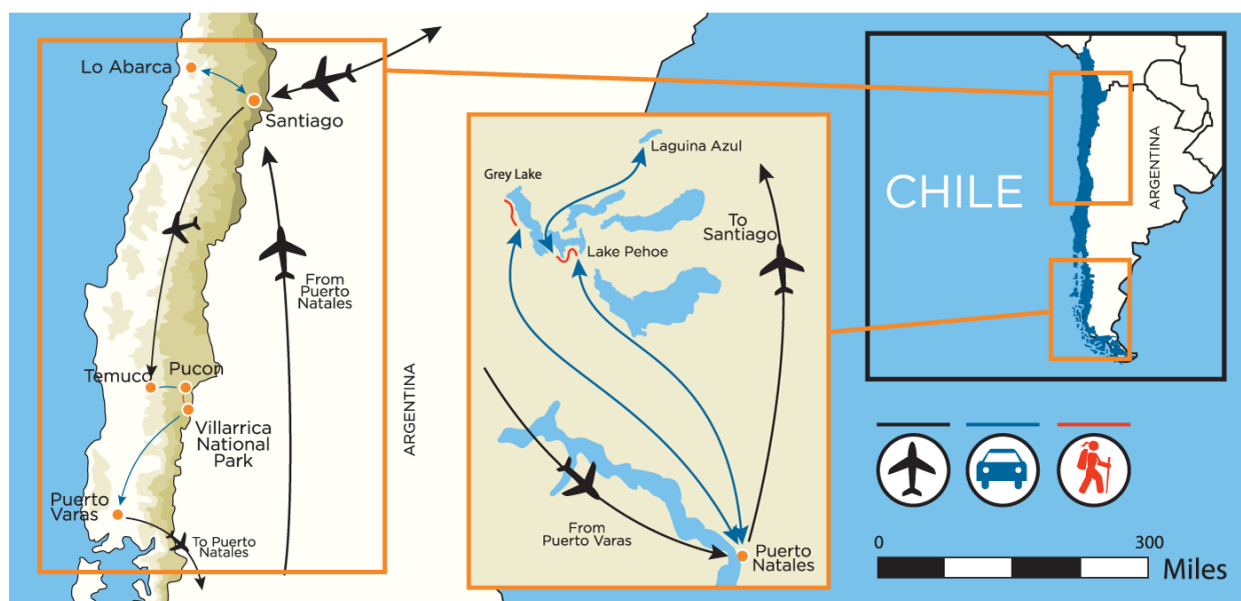 Lo Abarca
Santiago
From
Puerto
Natales
Temuco
Pucon
Villarrica
National
Park
Puerto
Varas
To Puerto
Natales
ARGENTINA
Laguina Azul
Grey Lake
To
Santiago
Lake Pehoe
From
Puerto Varas
Puerto
Natales
CHILE
ARGENTINA
0
300
Miles